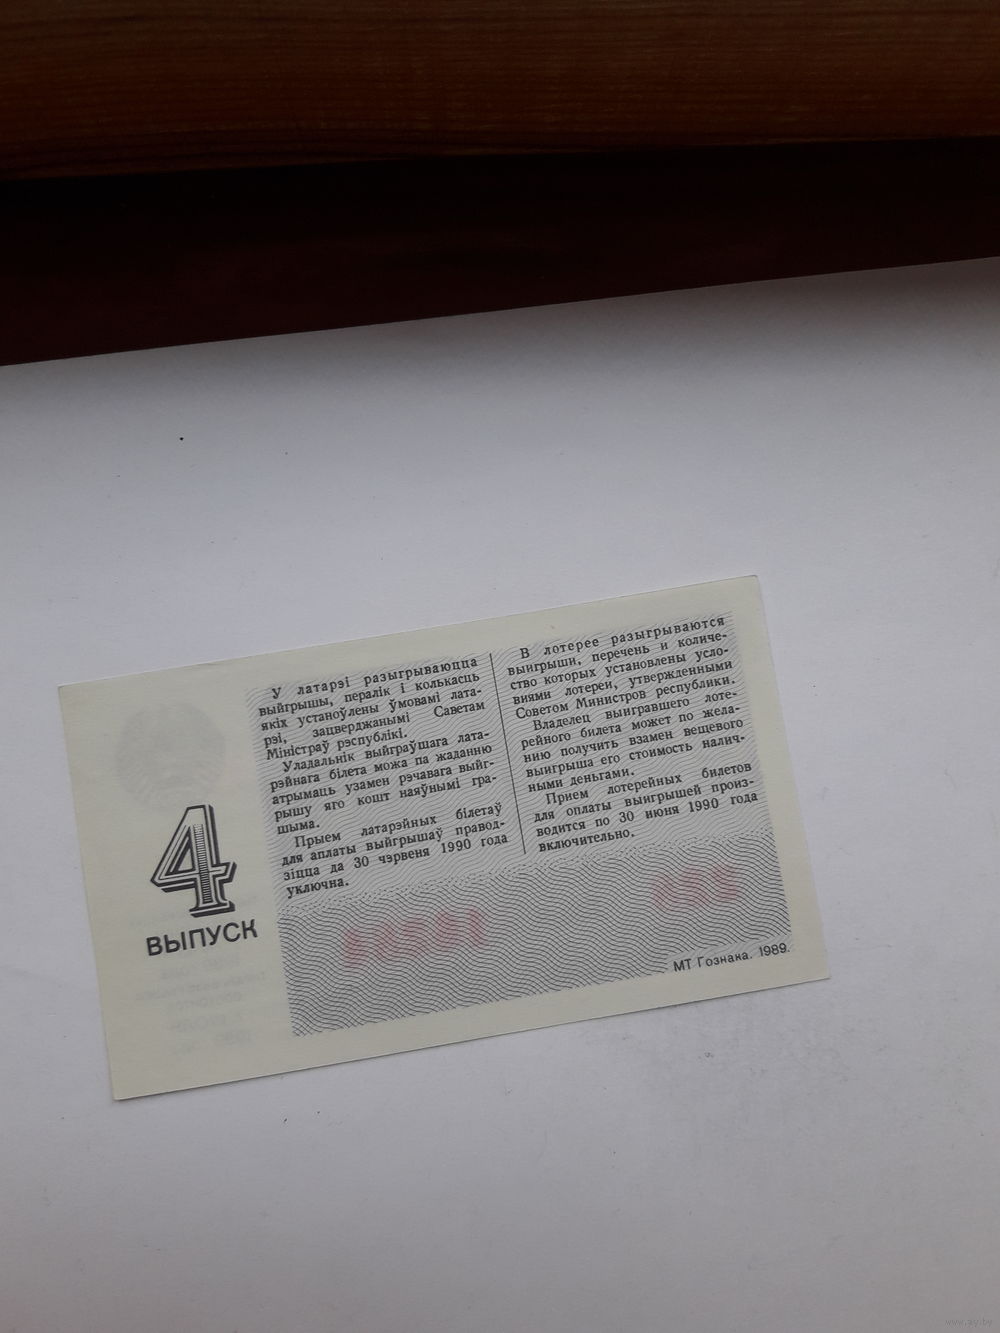 4
ВЫПУСК
У латарэі разыгрываюцца
выйгрышы, пералік і колькасць
якіх устаноўлены ўмовамі лата-
рэі, зацверджанымі Саветам
Міністраў рэспублікі.
Уладальнік выйграўшага лата-
рэйнага білета можа па жаданню
атрымаць узамен рэчавага выйг-
рышу яго кошт наяўнымі гра-
шыма.
Прыем латарэйных білетаў
для аплаты выйгрышаў правод-
зіцца да 30 чэрвеня 1990 года
уключна.
В лотерее разыгрываются
выигрыши, перечень и количе-
ство которых установлены усло-
виями лотереи, утвержденными
Советом Министров республики.
Владелец выигравшего лоте-
рейного билета может по жела-
нию получить взамен вещевого
выигрыша его стоимость налич-
ными деньгами.
Прием лотерейных билетов
для оплаты выигрышей произ-
водится по 30 июня 1990 года
включительно.
МТ Гознака. 1989.
www.ay.by